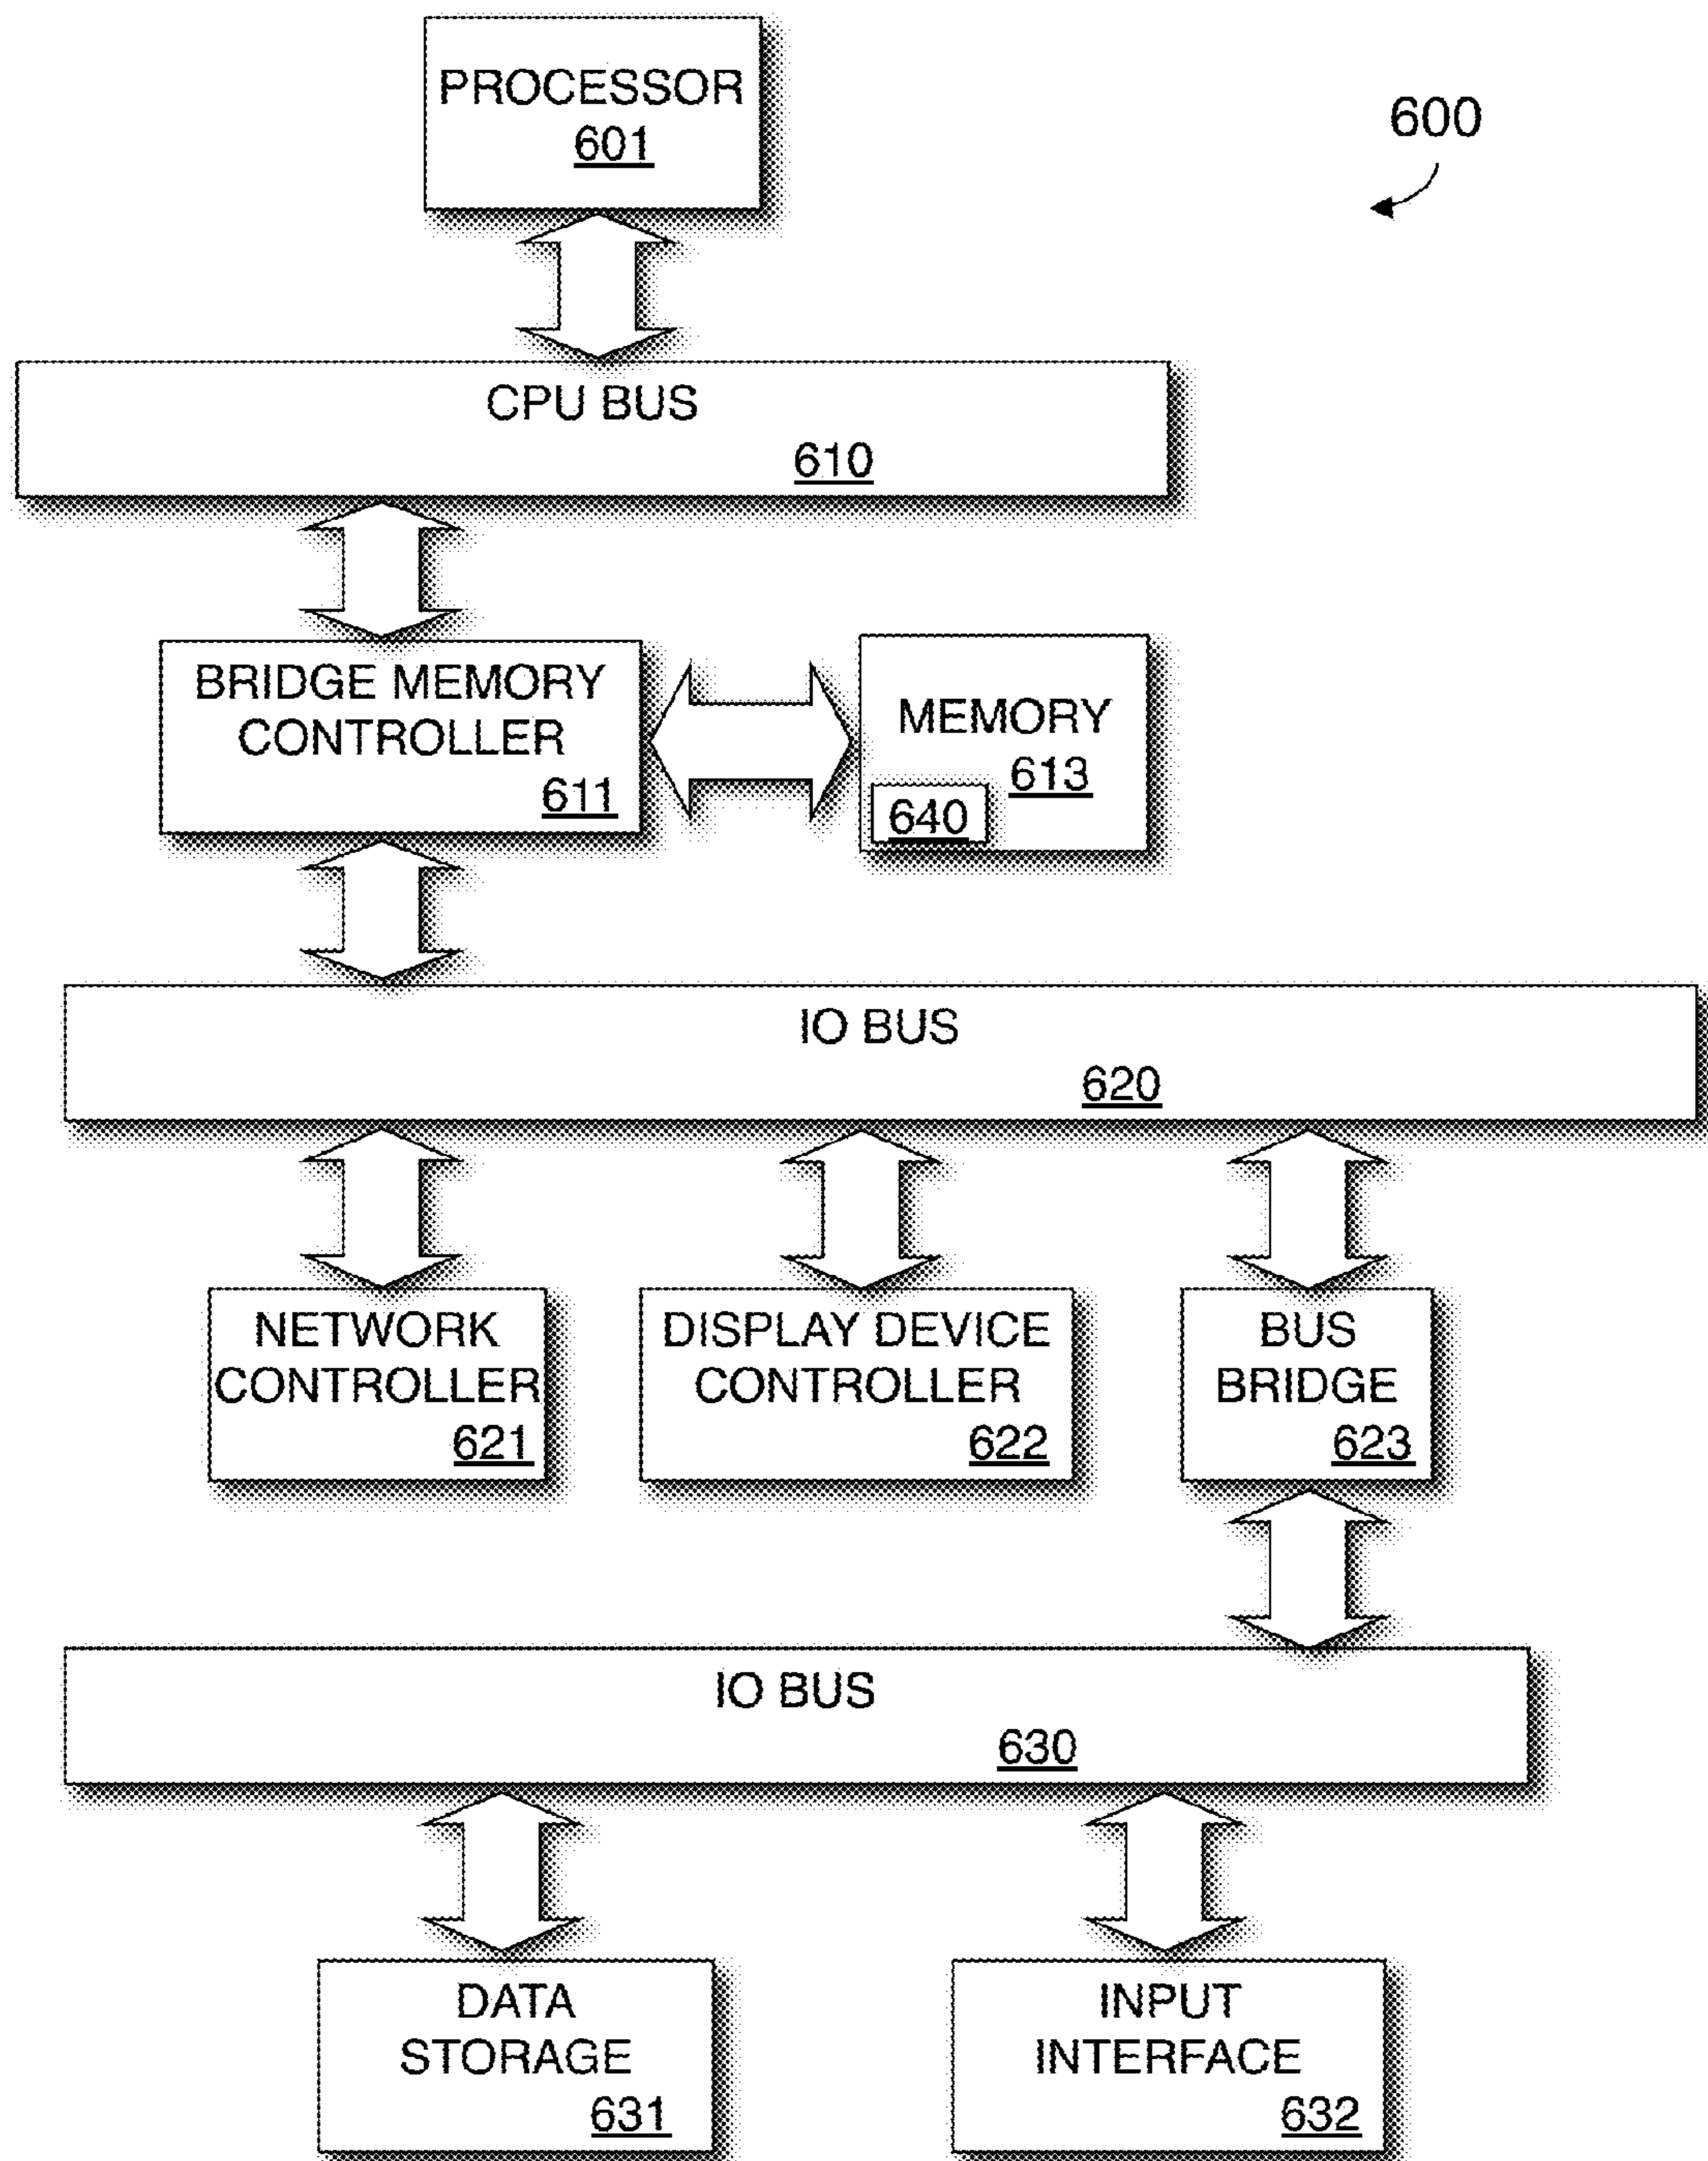 PROCESSOR
601
600
CPU BUS
610
BRIDGE MEMORY
CONTROLLER
611
MEMORY
613
640
IO BUS
620
NETWORK
CONTROLLER
621
DISPLAY DEVICE
CONTROLLER
622
BUS
BRIDGE
623
IO BUS
630
DATA
STORAGE
631
INPUT
INTERFACE
632